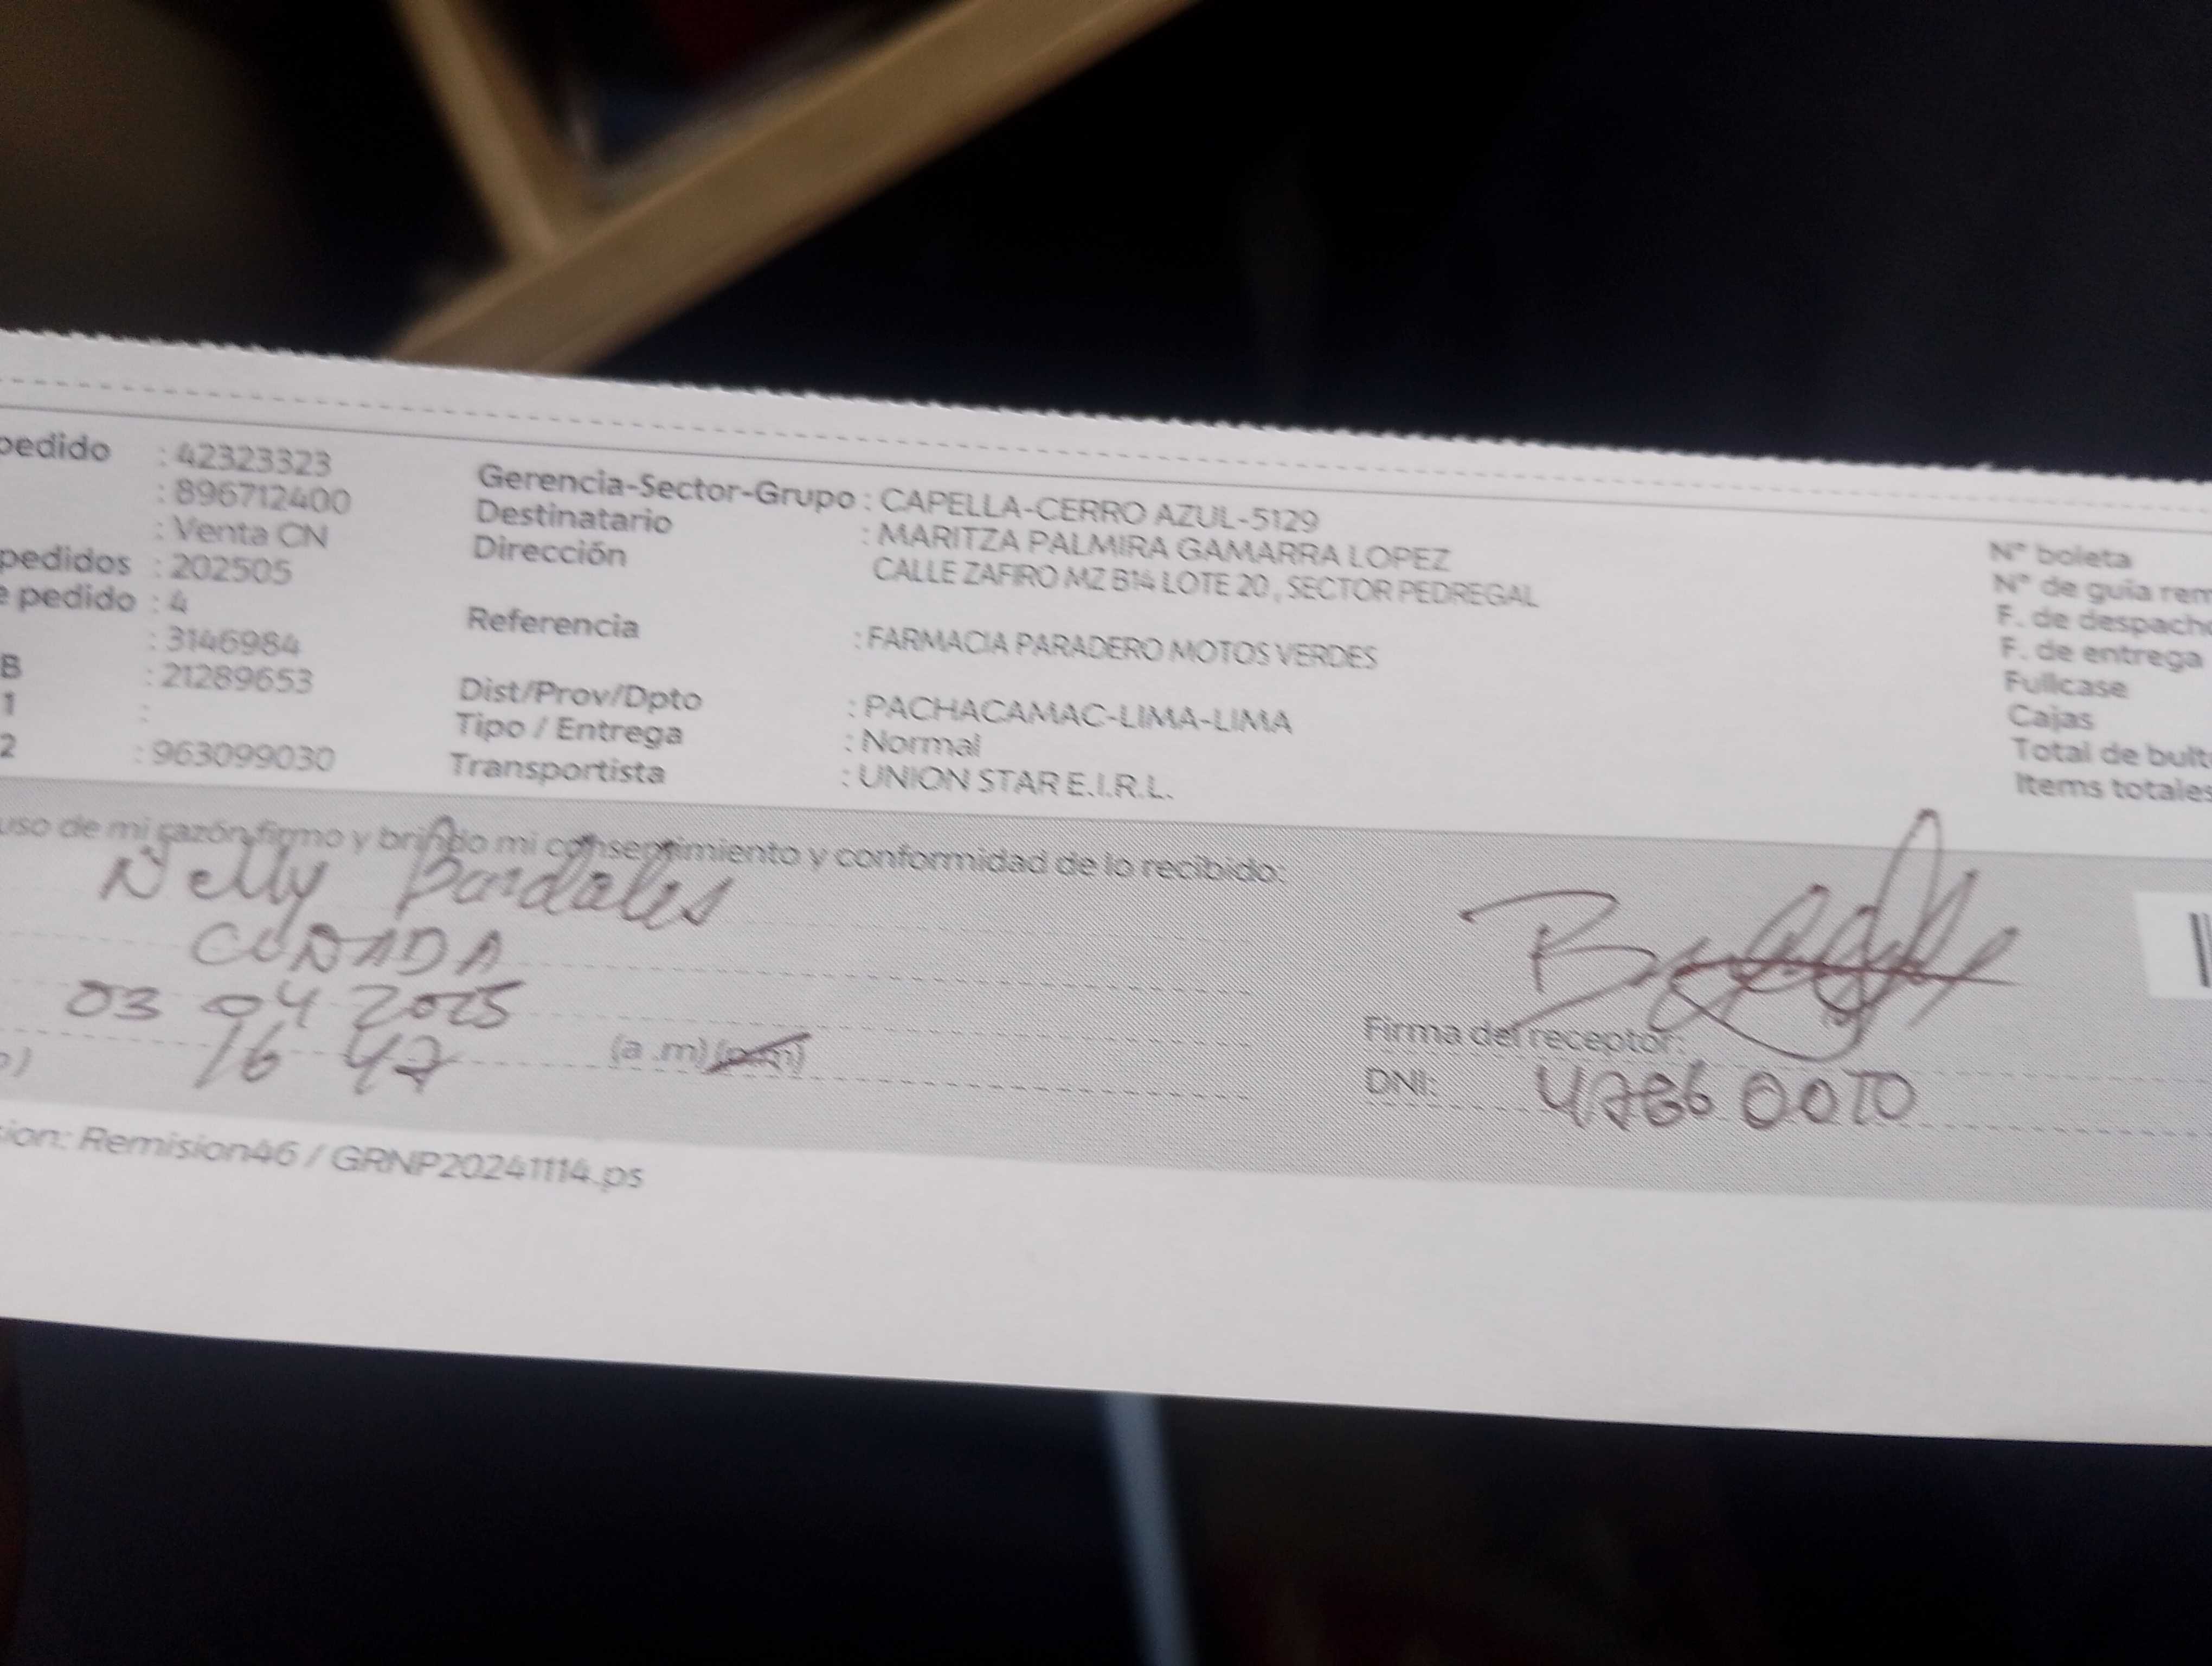 pedido : 42323323
: 896712400
: Venta CN
pedidos : 202505
e pedido : 4
: 3146984
B : 21289653
1 :
2 : 963099030
Gerencia-Sector-Grupo : CAPELLA-CERRO AZUL-5129
Destinatario : MARITZA PALMIRA GAMARRA LOPEZ
Dirección CALLE ZAFIRO MZ B14 LOTE 20 , SECTOR PEDREGAL
Referencia : FARMACIA PARADERO MOTOS VERDES
Dist/Prov/Dpto : PACHACAMAC-LIMA-LIMA
Tipo / Entrega : Normal
Transportista : UNION STAR E.I.R.L.
N° boleta
N° de guía rem
F. de despacho
F. de entrega
Fullcase
Cajas
Total de bult
Items totales
uso de mi razón firmo y brindo mi consentimiento y conformidad de lo recibido:
Nelly Bardales
CUÑADA
03 04 2025
16 47 (a .m) (p.m)
Firma del receptor:
DNI: 47860010
ion: Remision46 / GRNP20241114.ps